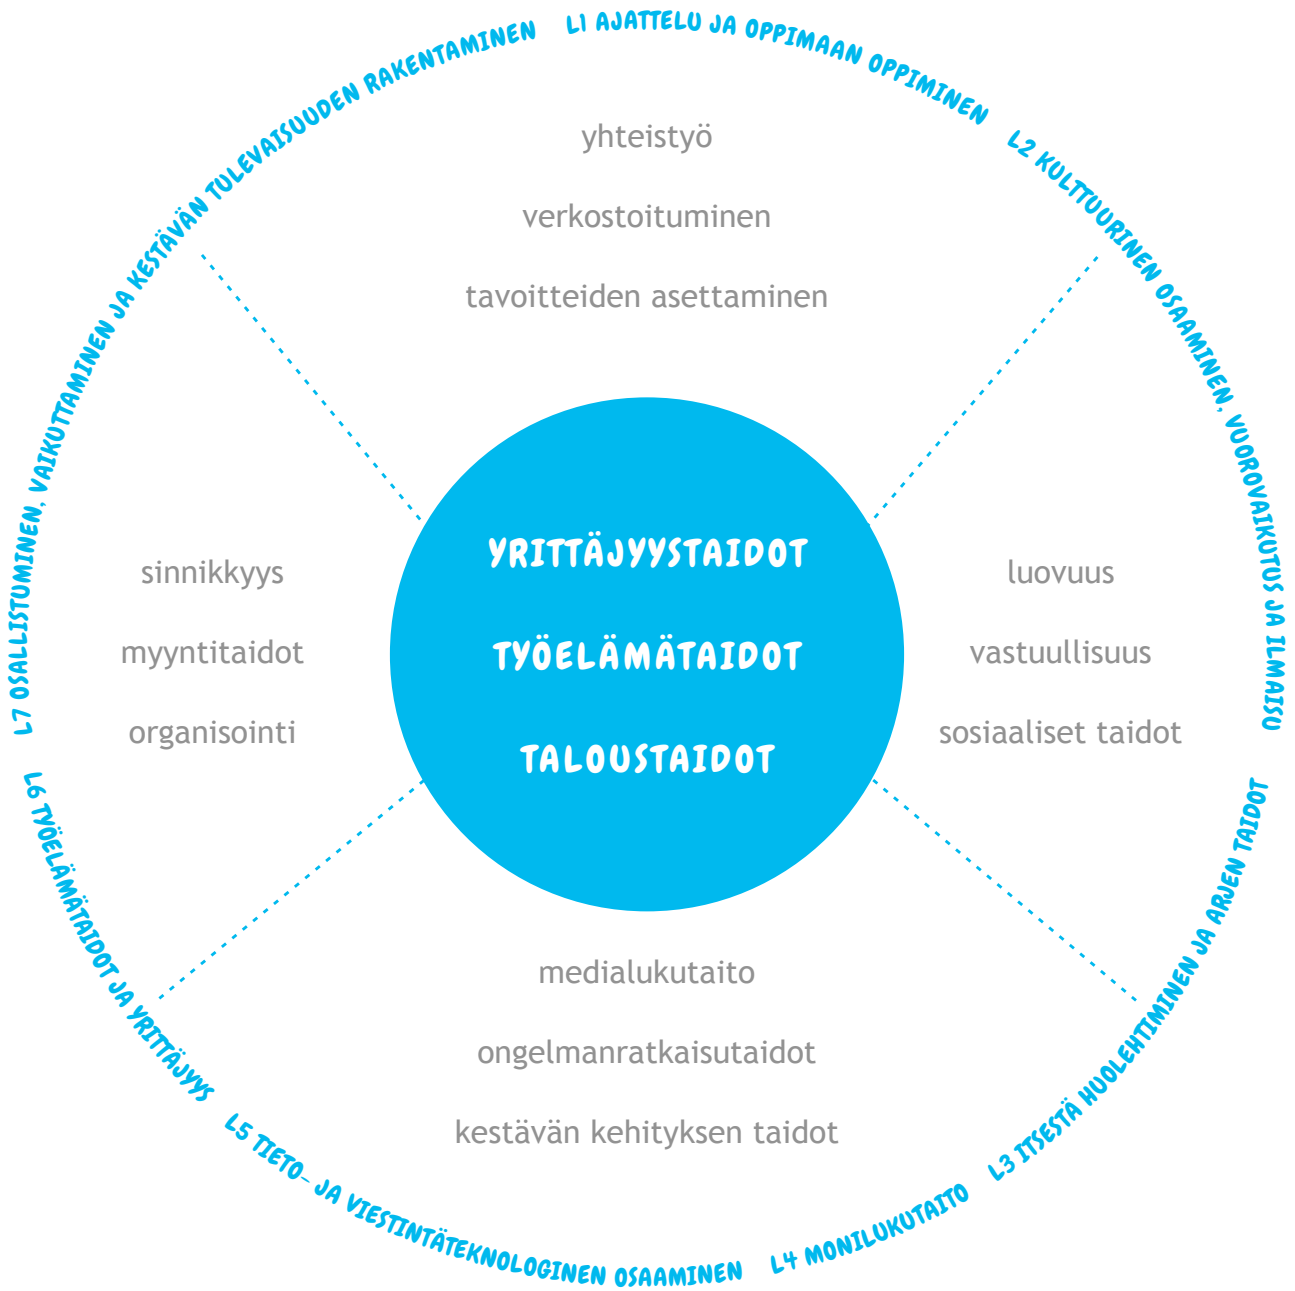 L1 AJATTELU JA OPPIMAAN OPPIMINEN
L2 KULTTUURINEN OSAAMINEN, VUOROVAIKUTUS JA ILMAISU
L3 ITSESTÄ HUOLEHTIMINEN JA ARJEN TAIDOT
L4 MONILUKUTAITO
L5 TIETO- JA VIESTINTÄTEKNOLOGINEN OSAAMINEN
L6 TYÖELÄMÄTAIDOT JA YRITTÄJYYS
L7 OSALLISTUMINEN, VAIKUTTAMINEN JA KESTÄVÄN TULEVAISUUDEN RAKENTAMINEN
yhteistyö
verkostoituminen
tavoitteiden asettaminen
sinnikkyys
myyntitaidot
organisointi
YRITTÄJYYSTAIDOT
TYÖELÄMÄTAIDOT
TALOUSTAIDOT
luovuus
vastuullisuus
sosiaaliset taidot
medialukutaito
ongelmanratkaisutaidot
kestävän kehityksen taidot